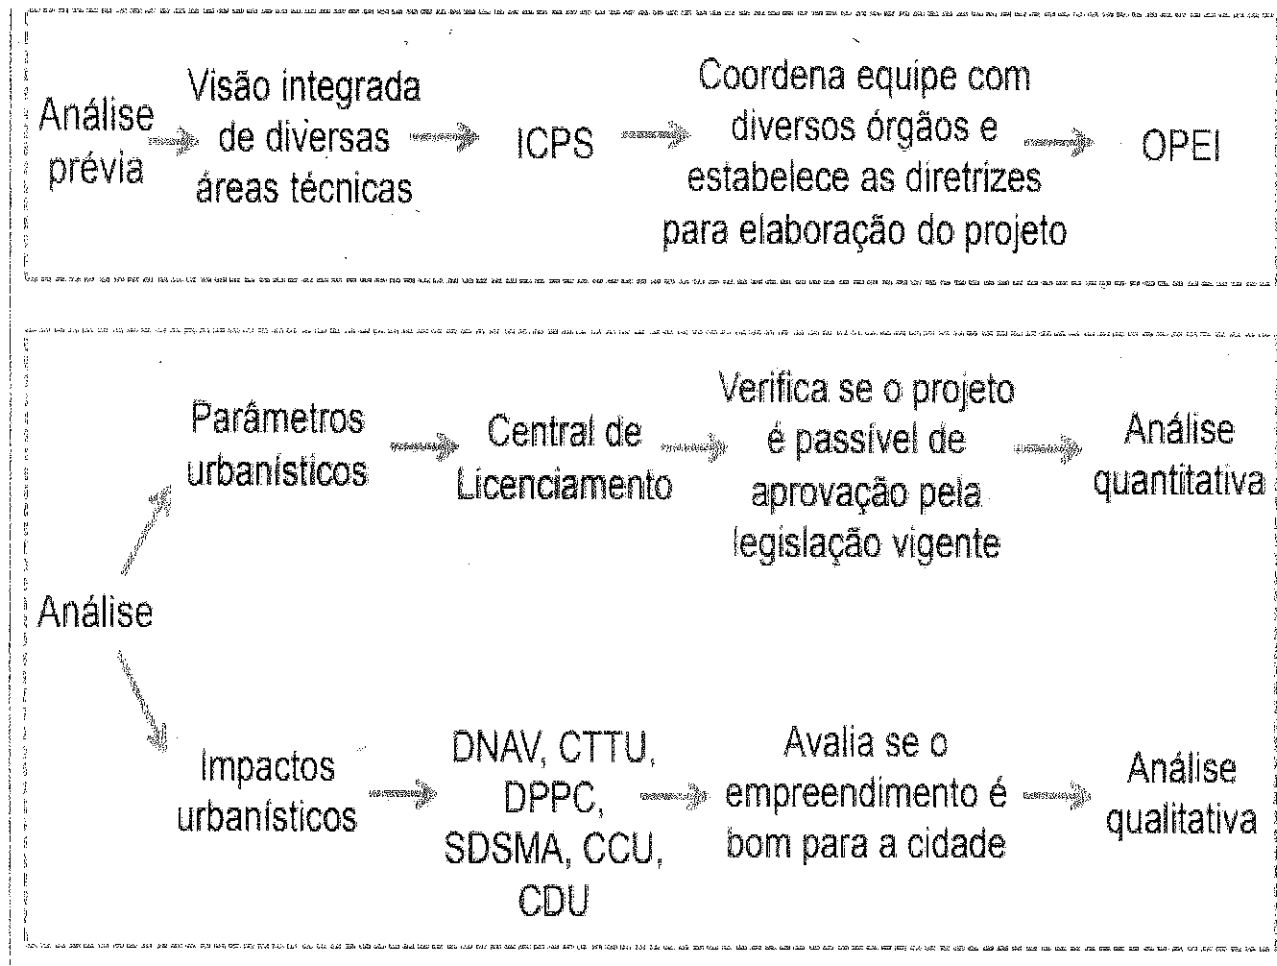 Análise
prévia
Visão integrada
de diversas
áreas técnicas
ICPS
Coordena equipe com
diversos órgãos e
estabelece as diretrizes
para elaboração do projeto
OPEI
Análise
Parâmetros
urbanísticos
Central de
Licenciamento
Verifica se o projeto
é passível de
aprovação pela
legislação vigente
Análise
quantitativa
Impactos
urbanísticos
DNAV, CTTU,
DPPC,
SDSMA, CCU,
CDU
Avalia se o
empreendimento é
bom para a cidade
Análise
qualitativa